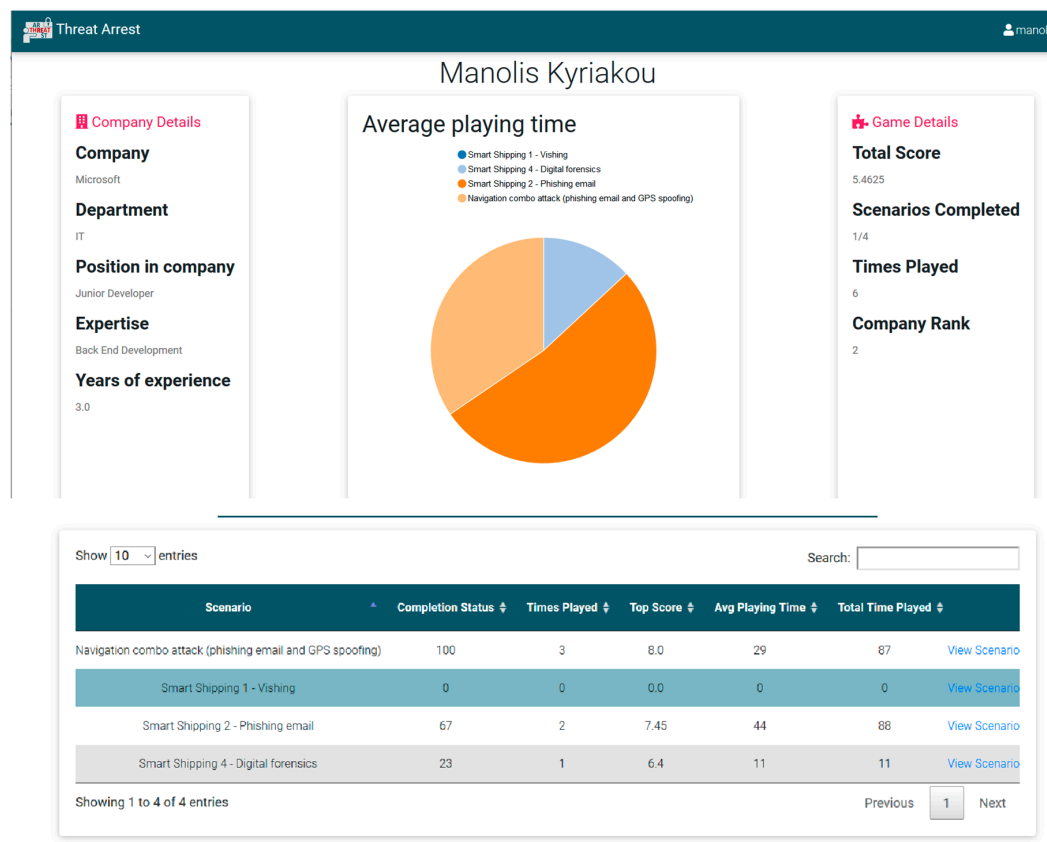 THREAT
ST
Threat Arrest
manol
Manolis Kyriakou
Company Details
Company
Microsoft
Department
IT
Position in company
Junior Developer
Expertise
Back End Development
Years of experience
3.0
Average playing time
Smart Shipping 1 - Vishing
Smart Shipping 4 - Digital forensics
Smart Shipping 2 - Phishing email
Navigation combo attack (phishing email and GPS spoofing)
Game Details
Total Score
5.4625
Scenarios Completed
1/4
Times Played
6
Company Rank
2
Show 10 entries
Search:
Scenario Completion Status Times Played Top Score Avg Playing Time Total Time Played
Navigation combo attack (phishing email and GPS spoofing) 100 3 8.0 29 87 View Scenario
Smart Shipping 1 - Vishing 0 0 0.0 0 0 View Scenario
Smart Shipping 2 - Phishing email 67 2 7.45 44 88 View Scenario
Smart Shipping 4 - Digital forensics 23 1 6.4 11 11 View Scenario
Showing 1 to 4 of 4 entries
Previous 1 Next